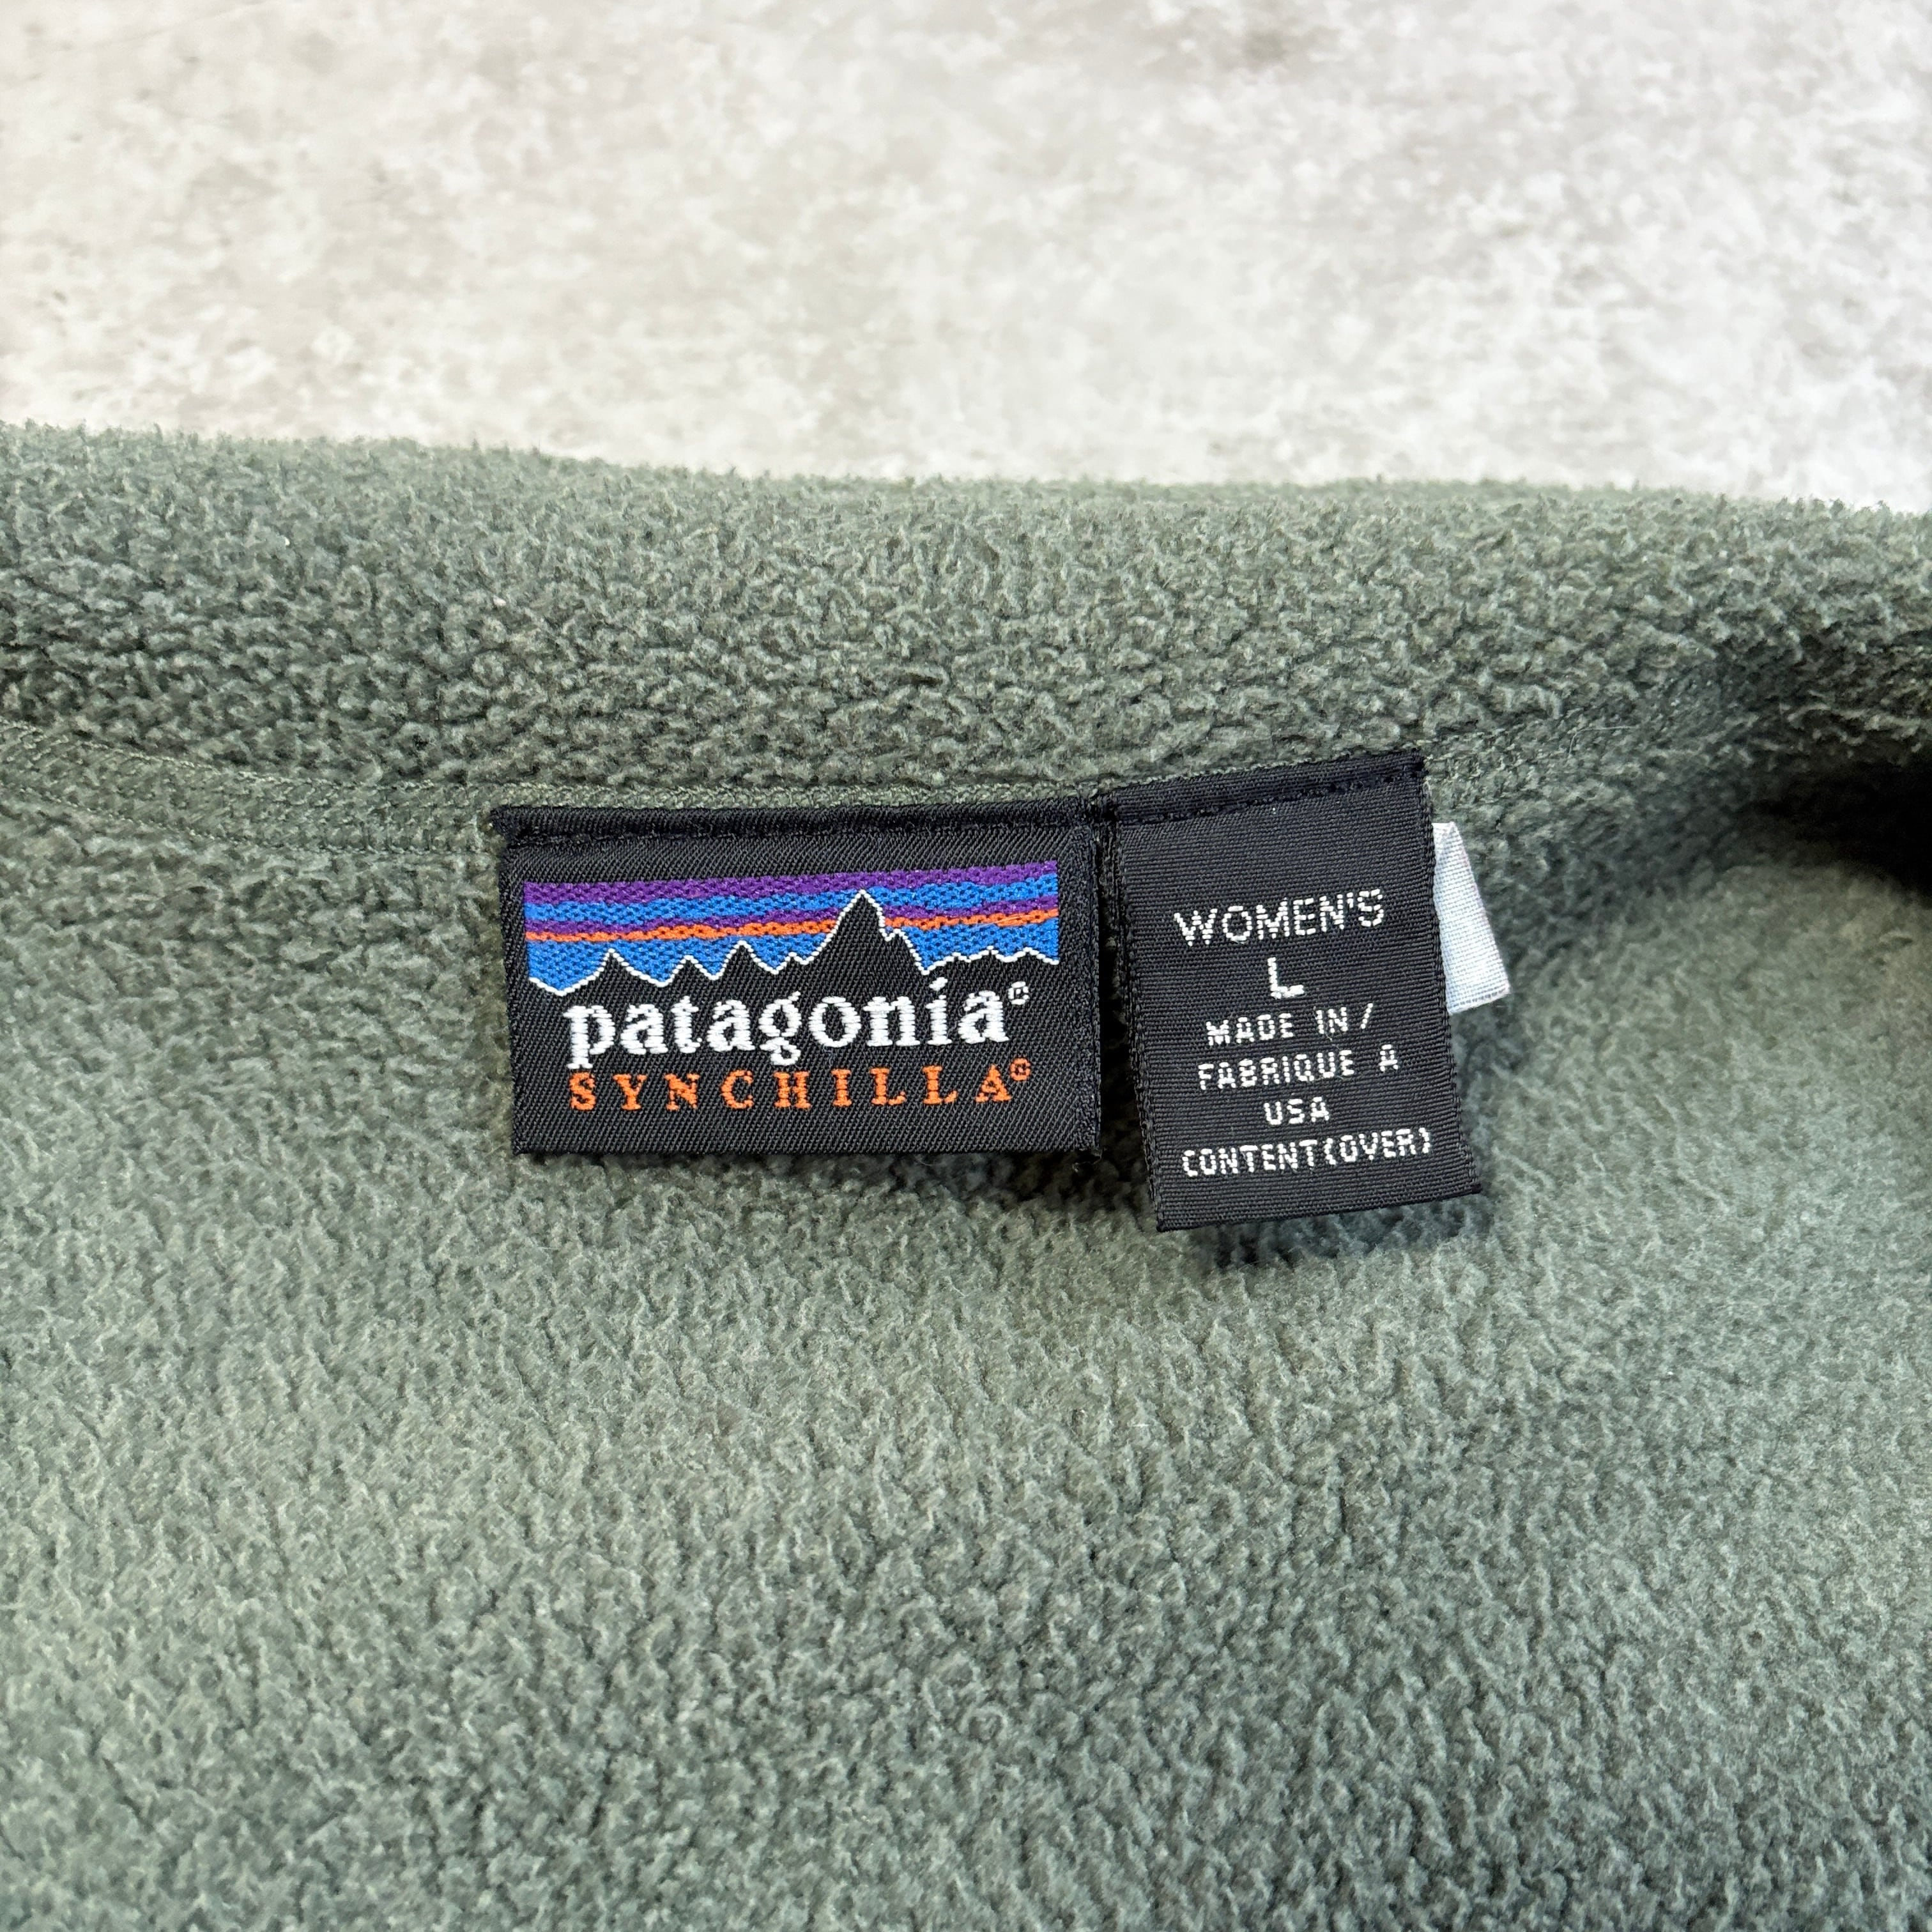 patagonia®
SYNCHILLA®
WOMEN'S
L
MADE IN /
FABRIQUE A
USA
CONTENT(OVER)